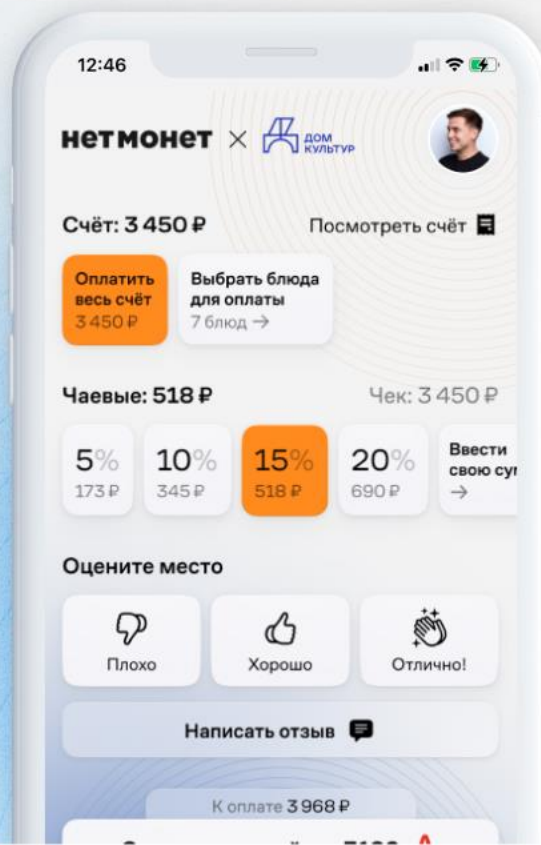 12:46
нетмонет × ДОМ КУЛЬТУР
Счёт: 3 450 ₽ Посмотреть счёт
Оплатить
весь счёт
3 450 ₽
Выбрать блюда
для оплаты
7 блюд →
Чаевые: 518 ₽ Чек: 3 450 ₽
5% 10% 15% 20%
173 ₽ 345 ₽ 518 ₽ 690 ₽
Ввести
свою сум
→
Оцените место
Плохо Хорошо Отлично!
Написать отзыв
К оплате 3 968 ₽